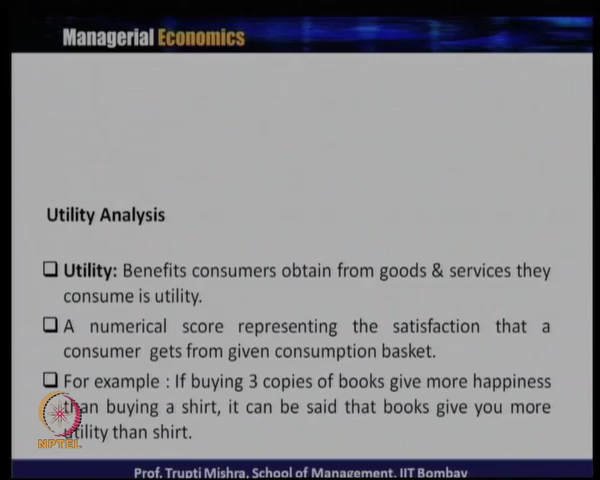 Managerial Economics
Utility Analysis
❑ Utility: Benefits consumers obtain from goods & services they
consume is utility.
❑ A numerical score representing the satisfaction that a
consumer gets from given consumption basket.
❑ For example : If buying 3 copies of books give more happiness
than buying a shirt, it can be said that books give you more
utility than shirt.
NPTEL
Prof. Trupti Mishra, School of Management, IIT Bombay